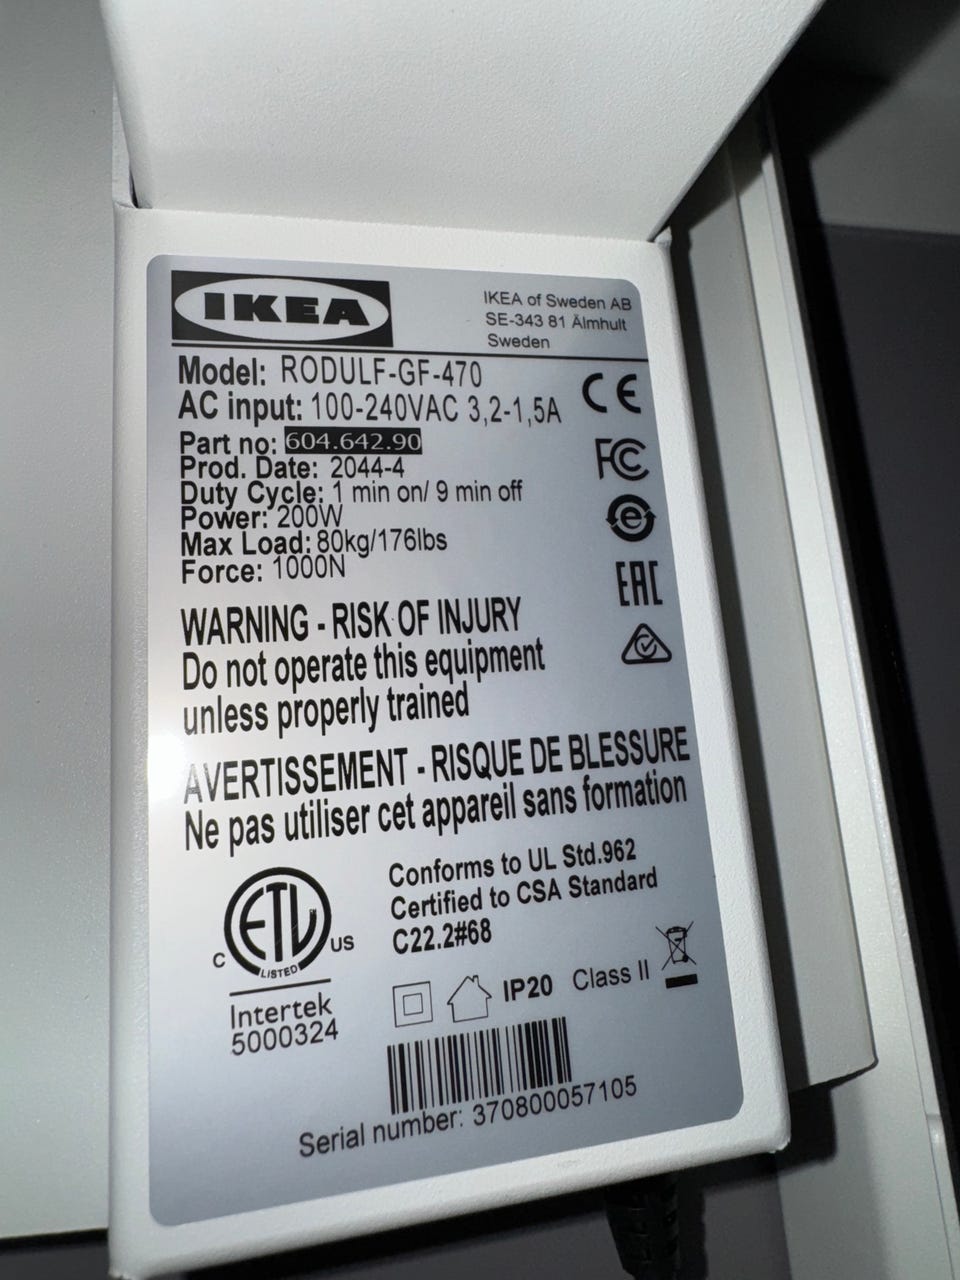 IKEA
IKEA of Sweden AB
SE-343 81 Älmhult
Sweden
Model: RODULF-GF-470
AC input: 100-240VAC 3,2-1,5A
Part no: 604.642.90
Prod. Date: 2044-4
Duty Cycle: 1 min on/ 9 min off
Power: 200W
Max Load: 80kg/176lbs
Force: 1000N
CE
FC
e
EAC
WARNING - RISK OF INJURY
Do not operate this equipment
unless properly trained
AVERTISSEMENT - RISQUE DE BLESSURE
Ne pas utiliser cet appareil sans formation
ETL
C US
LISTED
Intertek
5000324
Conforms to UL Std.962
Certified to CSA Standard
C22.2#68
IP20 Class II
Serial number: 370800057105